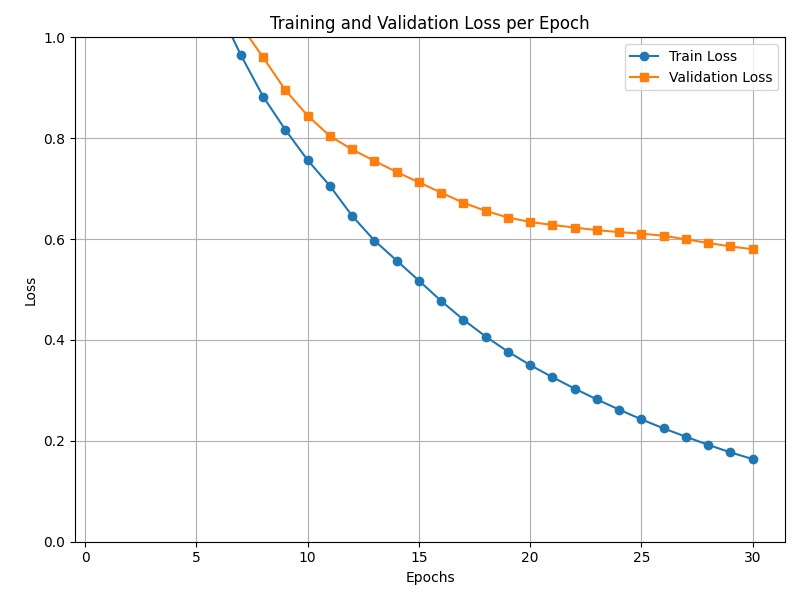 Training and Validation Loss per Epoch
Train Loss
Validation Loss
Loss
1.0
0.8
0.6
0.4
0.2
0.0
0 5 10 15 20 25 30
Epochs